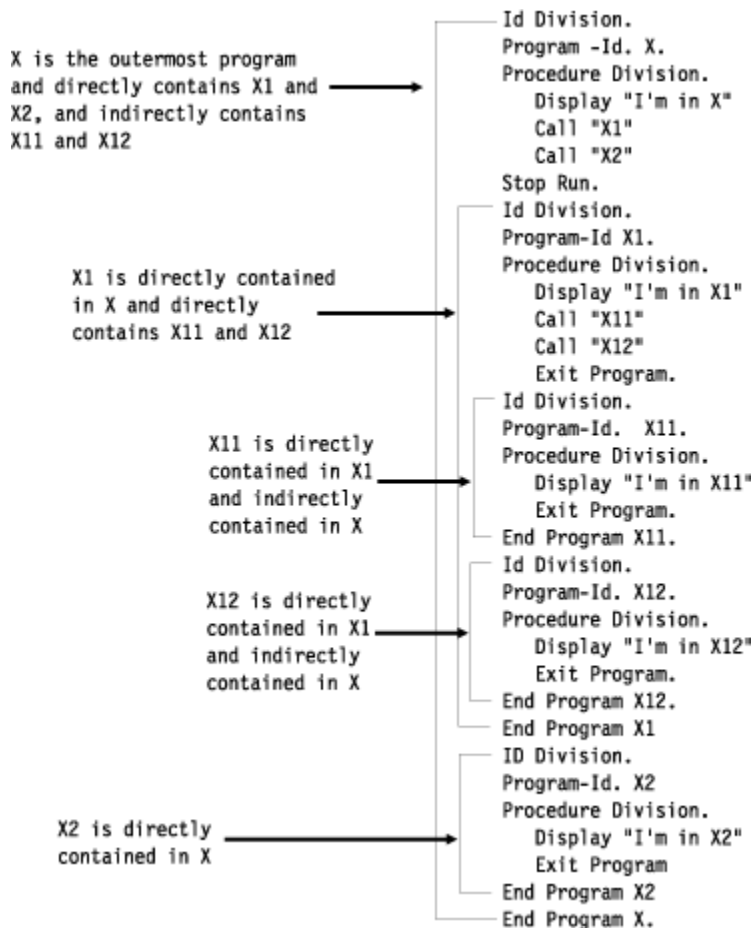 X is the outermost program
and directly contains X1 and
X2, and indirectly contains
X11 and X12
Id Division.
Program -Id. X.
Procedure Division.
Display "I'm in X"
Call "X1"
Call "X2"
Stop Run.
X1 is directly contained
in X and directly
contains X11 and X12
Id Division.
Program-Id X1.
Procedure Division.
Display "I'm in X1"
Call "X11"
Call "X12"
Exit Program.
X11 is directly
contained in X1
and indirectly
contained in X
Id Division.
Program-Id. X11.
Procedure Division.
Display "I'm in X11"
Exit Program.
End Program X11.
X12 is directly
contained in X1
and indirectly
contained in X
Id Division.
Program-Id. X12.
Procedure Division.
Display "I'm in X12"
Exit Program.
End Program X12.
End Program X1
X2 is directly
contained in X
ID Division.
Program-Id. X2
Procedure Division.
Display "I'm in X2"
Exit Program
End Program X2
End Program X.